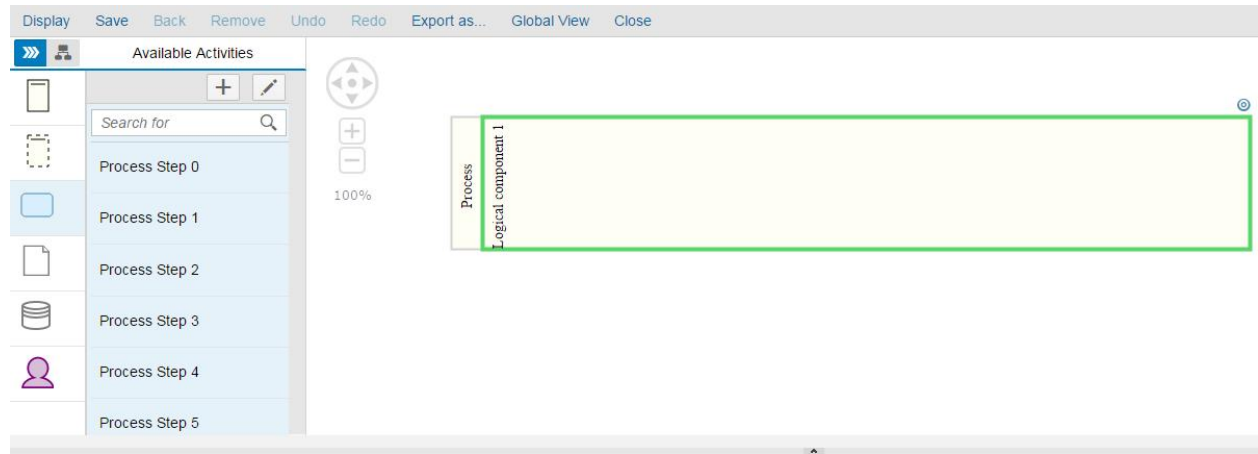 Display Save Back Remove Undo Redo Export as... Global View Close
Available Activities
Search for
Process Step 0
Process Step 1
Process Step 2
Process Step 3
Process Step 4
Process Step 5
100%
Process
Logical component 1